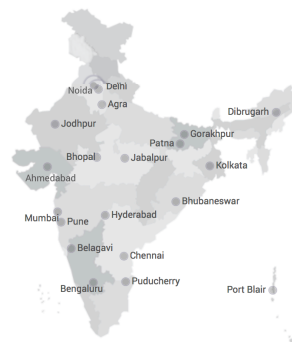 Delhi
Noida
Agra
Dibrugarh
Jodhpur
Gorakhpur
Patna
Bhopal
Jabalpur
Kolkata
Ahmedabad
Bhubaneswar
Mumbai
Pune
Hyderabad
Belagavi
Chennai
Bengaluru
Puducherry
Port Blair